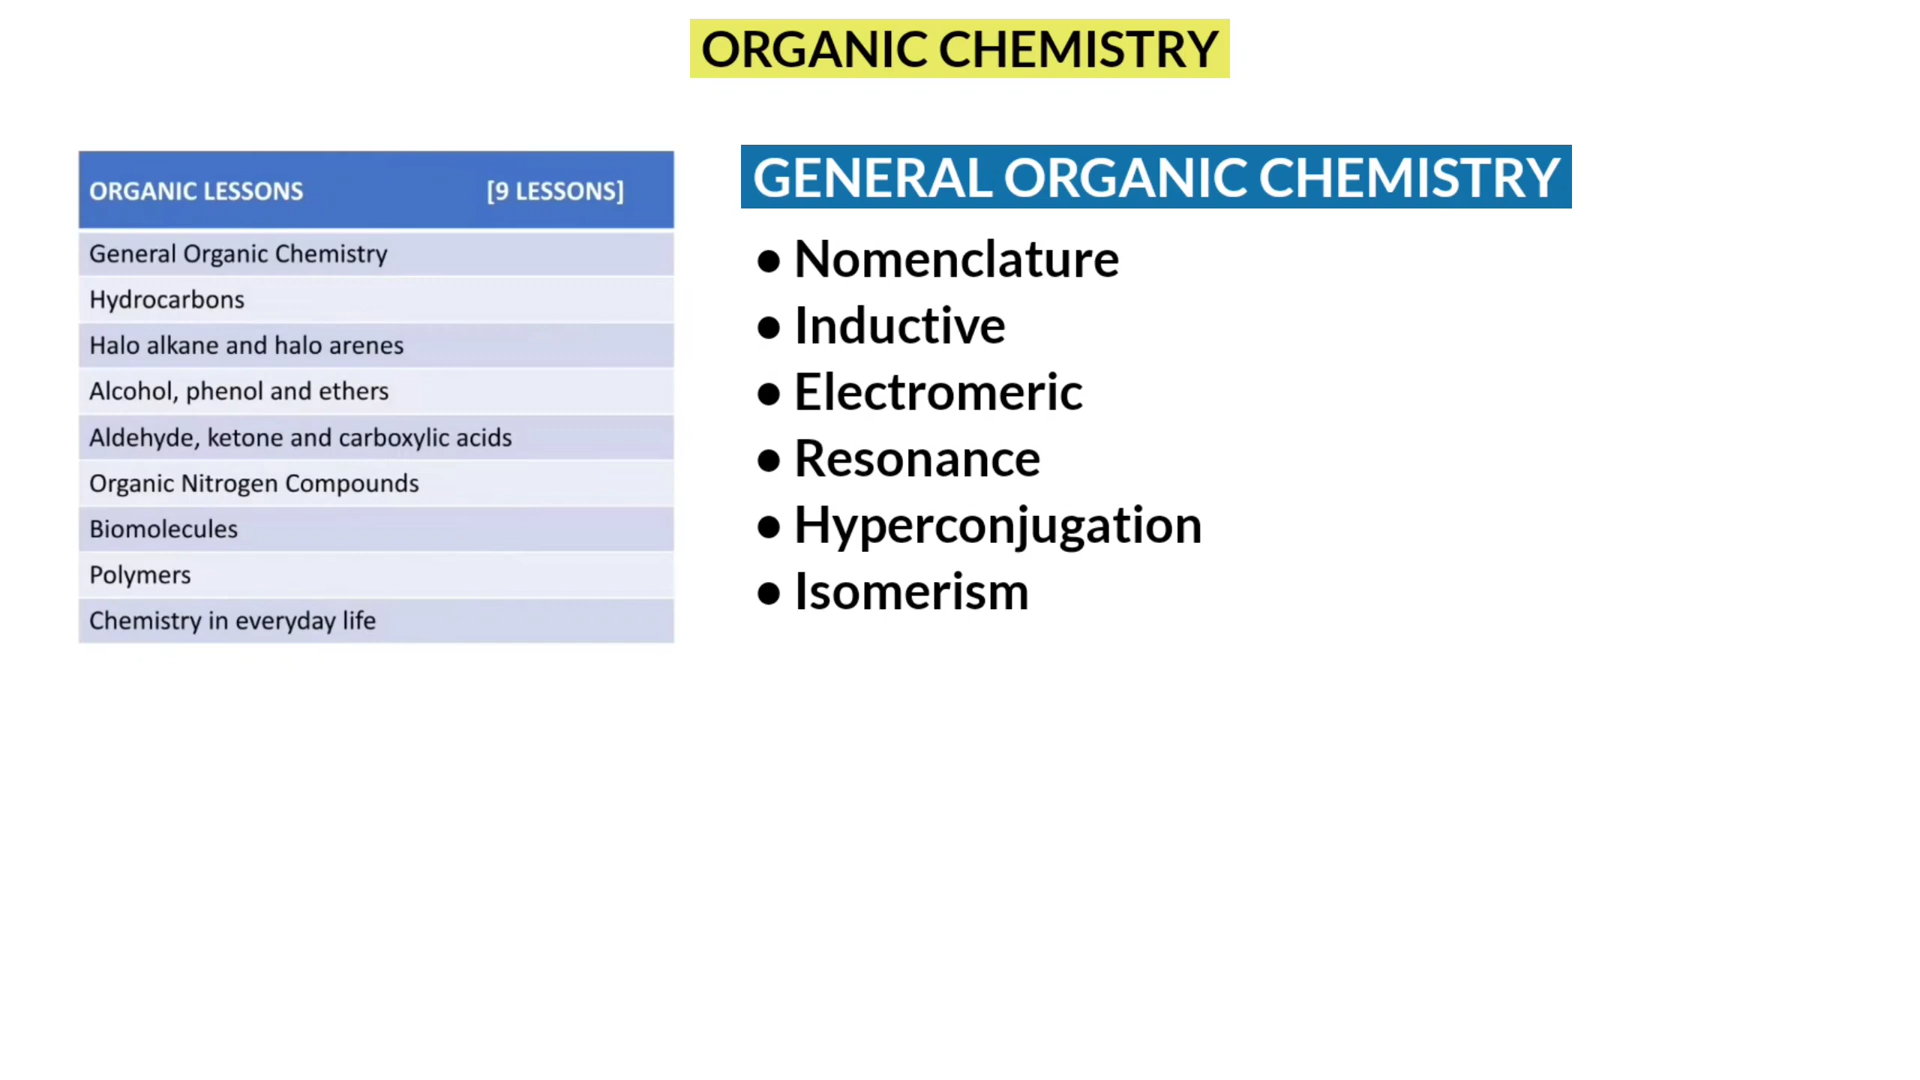 ORGANIC CHEMISTRY
ORGANIC LESSONS [9 LESSONS]
General Organic Chemistry
Hydrocarbons
Halo alkane and halo arenes
Alcohol, phenol and ethers
Aldehyde, ketone and carboxylic acids
Organic Nitrogen Compounds
Biomolecules
Polymers
Chemistry in everyday life
GENERAL ORGANIC CHEMISTRY
• Nomenclature
• Inductive
• Electromeric
• Resonance
• Hyperconjugation
• Isomerism